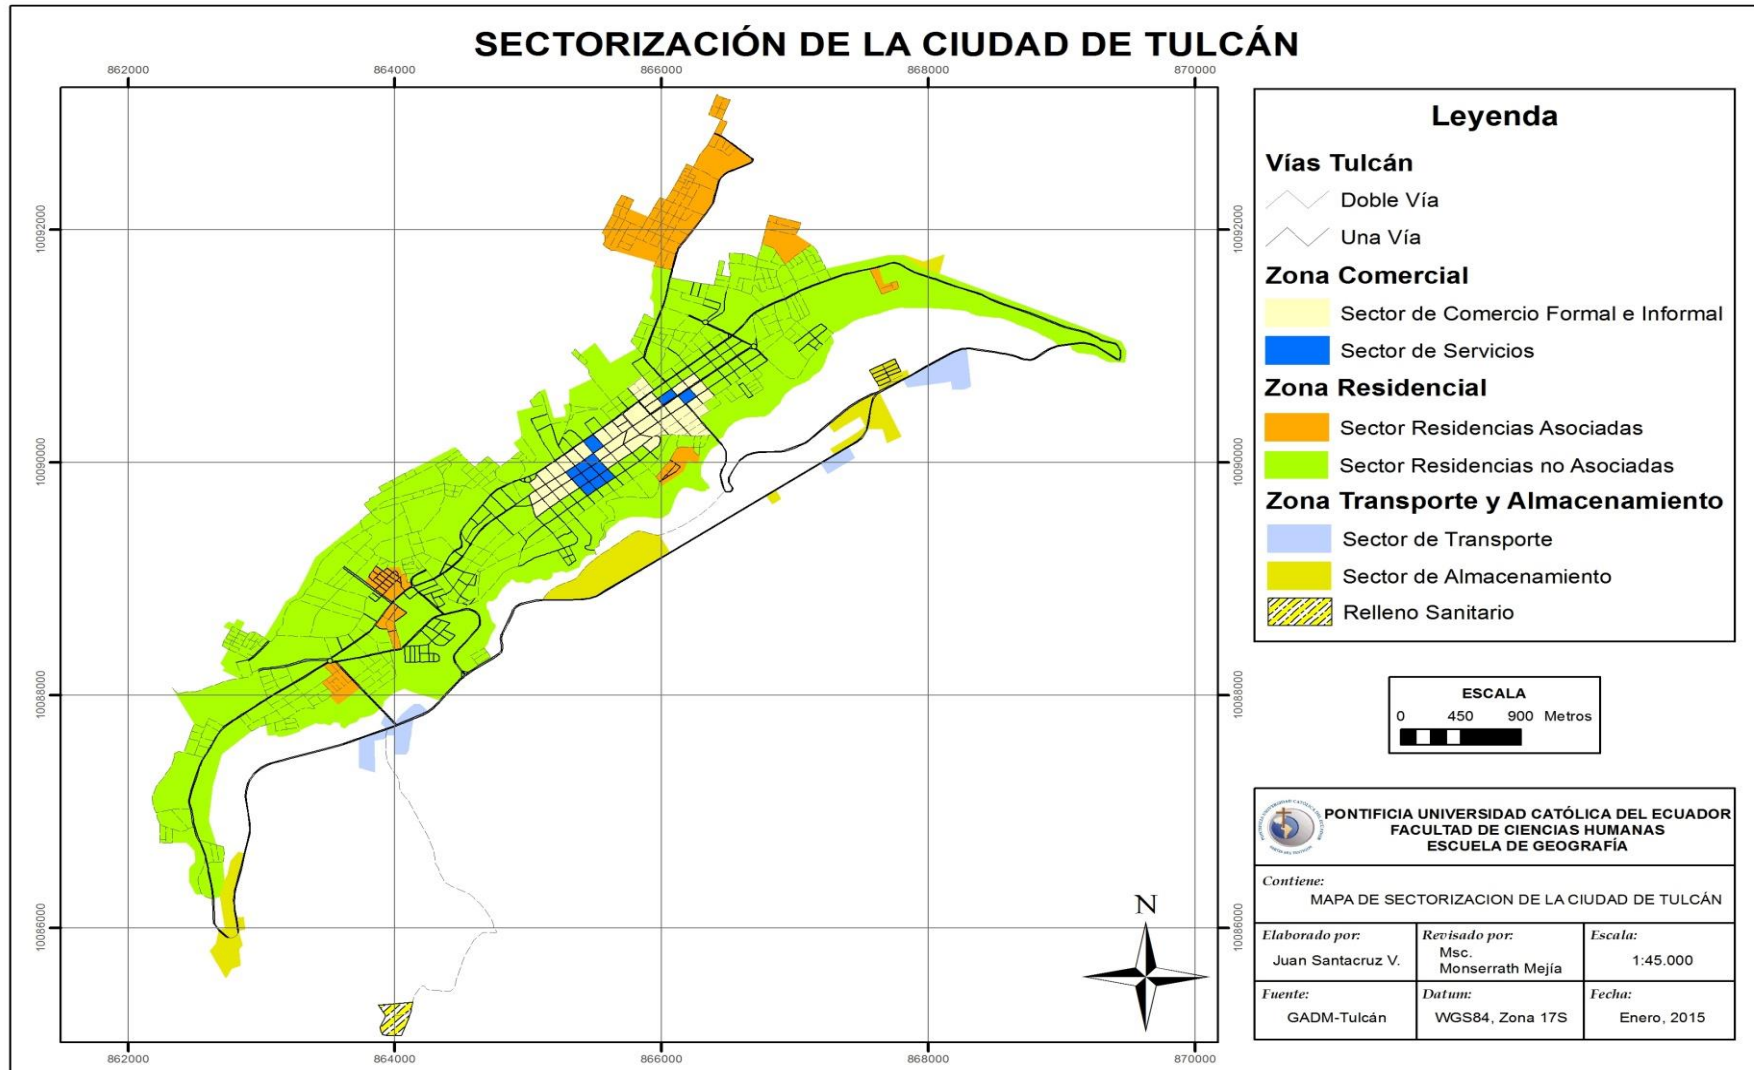 SECTORIZACIÓN DE LA CIUDAD DE TULCÁN
862000 864000 866000 868000 870000
10092000 10092000
10090000 10090000
10088000 10088000
10086000 10086000
862000 864000 866000 868000 870000
N
Leyenda
Vías Tulcán
Doble Vía
Una Vía
Zona Comercial
Sector de Comercio Formal e Informal
Sector de Servicios
Zona Residencial
Sector Residencias Asociadas
Sector Residencias no Asociadas
Zona Transporte y Almacenamiento
Sector de Transporte
Sector de Almacenamiento
Relleno Sanitario
ESCALA
0 450 900 Metros
PONTIFICIA UNIVERSIDAD CATÓLICA DEL ECUADOR
FACULTAD DE CIENCIAS HUMANAS
ESCUELA DE GEOGRAFÍA
Contiene:
MAPA DE SECTORIZACION DE LA CIUDAD DE TULCÁN
Elaborado por:
Juan Santacruz V.
Revisado por:
Msc.
Monserrath Mejía
Escala:
1:45.000
Fuente:
GADM-Tulcán
Datum:
WGS84, Zona 17S
Fecha:
Enero, 2015